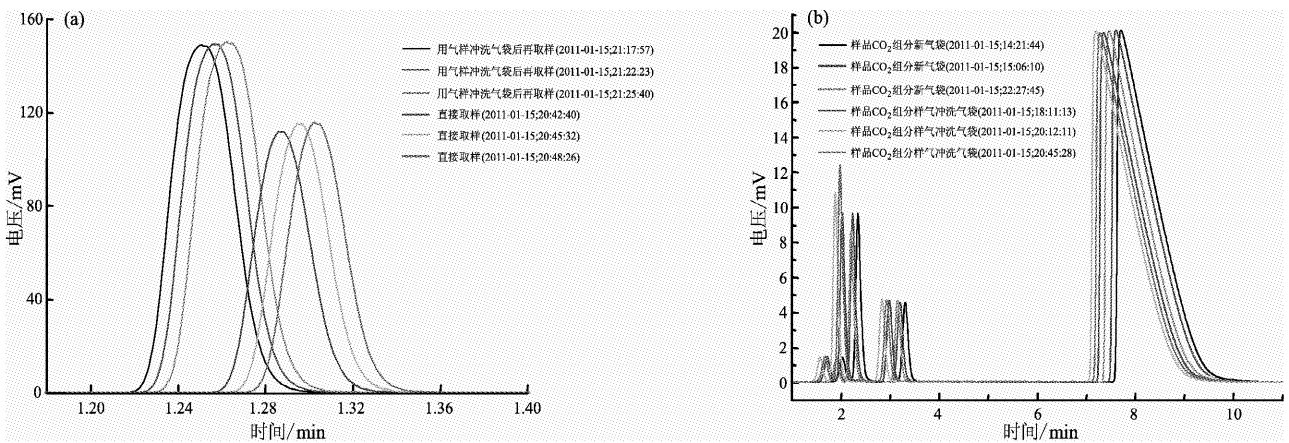 (a)
160
120
80
40
0
电压/mV
1.20 1.24 1.28 1.32 1.36 1.40
时间/min
用气样冲洗气袋后再取样(2011-01-15;21:17:57)
用气样冲洗气袋后再取样(2011-01-15;21:22:23)
用气样冲洗气袋后再取样(2011-01-15;21:25:40)
直接取样(2011-01-15;20:42:40)
直接取样(2011-01-15;20:45:32)
直接取样(2011-01-15;20:48:26)
(b)
20
18
16
14
12
10
8
6
4
2
0
电压/mV
2 4 6 8 10
时间/min
样品CO₂组分新气袋(2011-01-15;14:21:44)
样品CO₂组分新气袋(2011-01-15;15:06:10)
样品CO₂组分新气袋(2011-01-15;22:27:45)
样品CO₂组分样气冲洗气袋(2011-01-15;18:11:13)
样品CO₂组分样气冲洗气袋(2011-01-15;20:12:11)
样品CO₂组分样气冲洗气袋(2011-01-15;20:45:28)